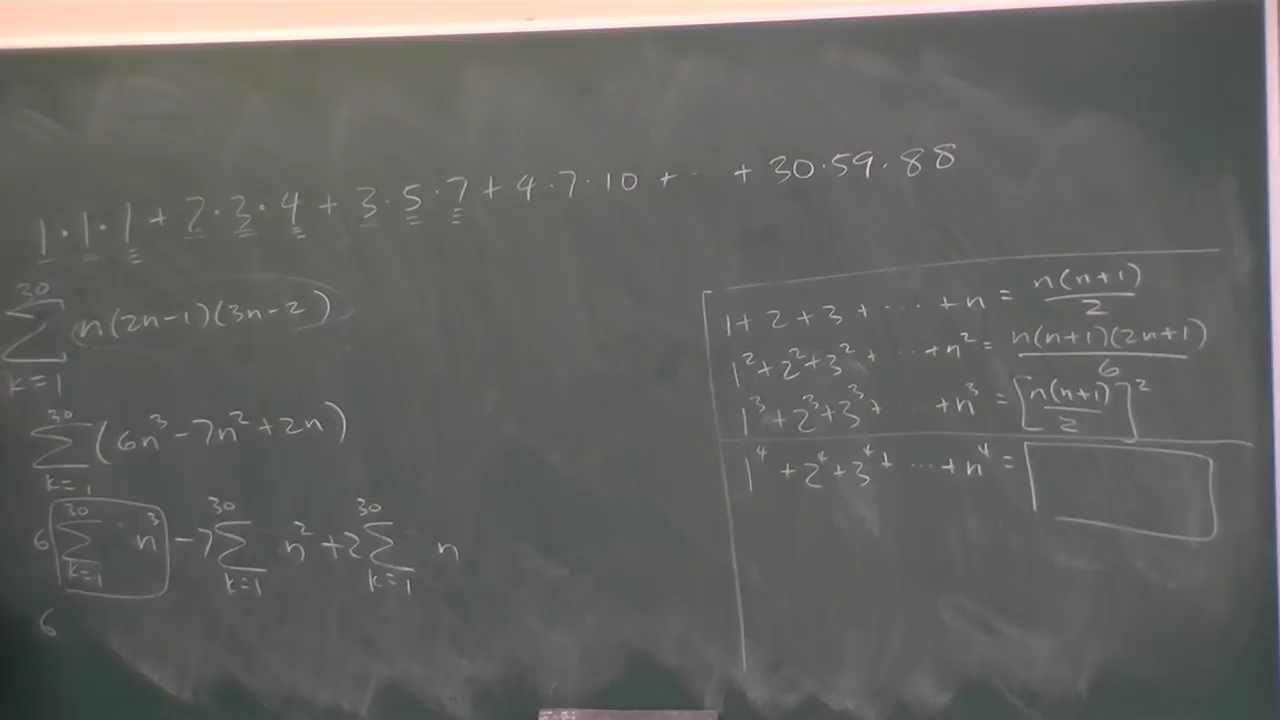 1·1·1 + 2·3·4 + 3·5·7 + 4·7·10 + ·· + 30·59·88
30 ∑ k=1 (n(2n-1)(3n-2))
30 ∑ k=1 (6n³-7n²+2n)
6 30 ∑ k=1 n³ -7 30 ∑ k=1 n² +2 30 ∑ k=1 n
6
1+2+3+ ··· +n = n(n+1)/2
1²+2²+3²+ ··+n² = n(n+1)(2n+1)/6
1³+2³+3³+ ·· +n³ = [n(n+1)/2]²
1⁴+2⁴+3⁴+ ··· +n⁴ =